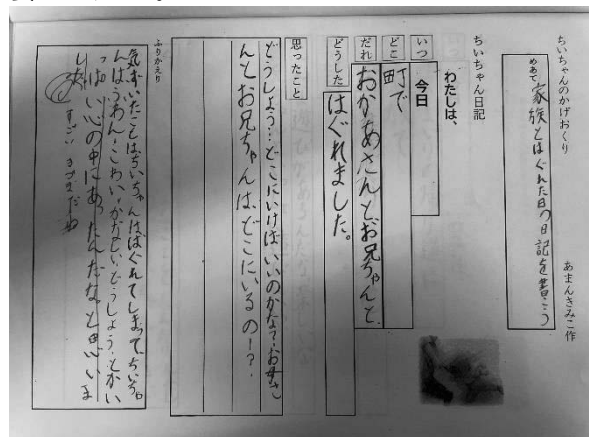 ちいちゃんのかげおくり
あまんきみこ作
めあて 家族とはぐれた日の日記を書こう
ちいちゃん日記
わたしは、
いつ 今日
どこ 町で
だれ おかあさんとお兄ちゃんと
どうした はぐれました。
思ったこと
どうしよう…どこにいけばいいのかな?お母さ
んとお兄ちゃんは、どこにいるの!?
ふりかえり
気ずいたことは、ちいちゃんははぐれてしまって、ちいちゃ
んはふあん・こわい・かなしい・どうしよう・とかい
っぱい心の中にあったんだな。と思いま
した
すごい きづきだね